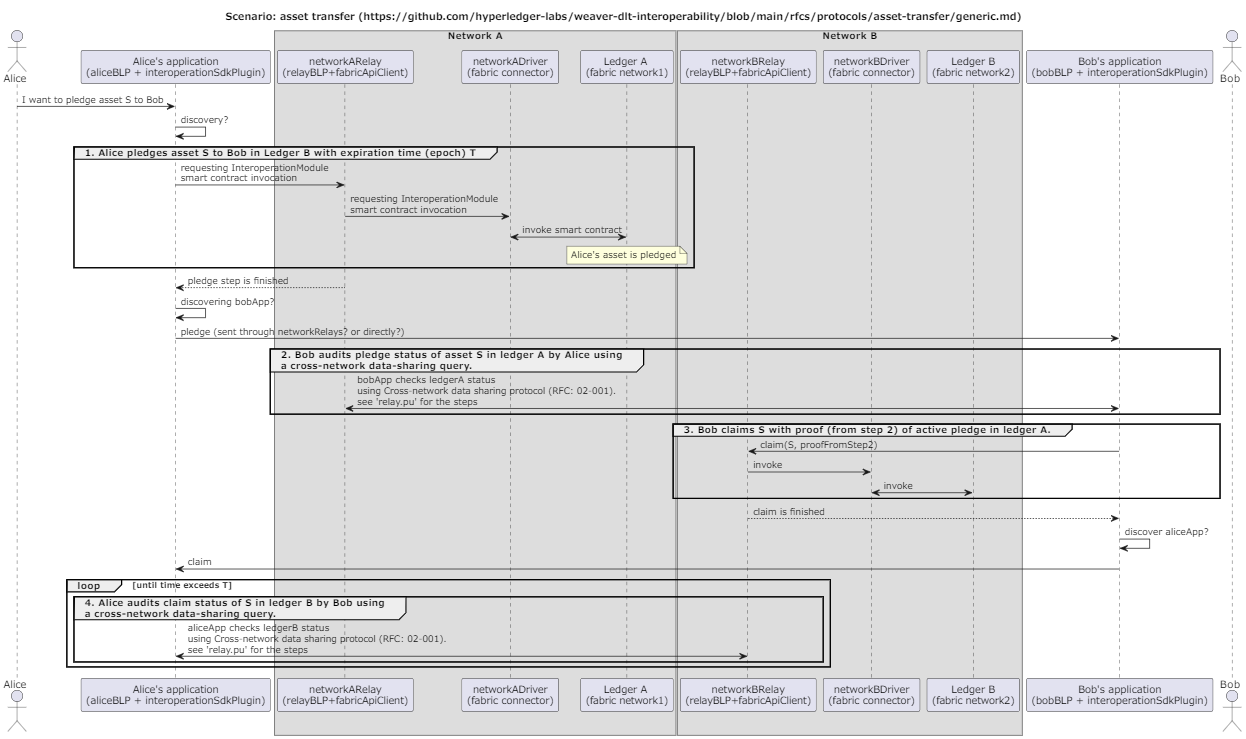 Scenario: asset transfer (https://github.com/hyperledger-labs/weaver-dlt-interoperability/blob/main/rfcs/protocols/asset-transfer/generic.md)
Network A
Network B
Alice
Alice's application
(aliceBLP + interoperationSdkPlugin)
networkARelay
(relayBLP+fabricApiClient)
networkADriver
(fabric connector)
Ledger A
(fabric network1)
networkBRelay
(relayBLP+fabricApiClient)
networkBDriver
(fabric connector)
Ledger B
(fabric network2)
Bob's application
(bobBLP + interoperationSdkPlugin)
Bob
I want to pledge asset S to Bob
discovery?
1. Alice pledges asset S to Bob in Ledger B with expiration time (epoch) T
requesting InteroperationModule
smart contract invocation
requesting InteroperationModule
smart contract invocation
invoke smart contract
Alice's asset is pledged
pledge step is finished
discovering bobApp?
pledge (sent through networkRelays? or directly?)
2. Bob audits pledge status of asset S in ledger A by Alice using
a cross-network data-sharing query.
bobApp checks ledgerA status
using Cross-network data sharing protocol (RFC: 02-001).
see 'relay.pu' for the steps
3. Bob claims S with proof (from step 2) of active pledge in ledger A.
claim(S, proofFromStep2)
invoke
invoke
claim is finished
discover aliceApp?
claim
loop
[until time exceeds T]
4. Alice audits claim status of S in ledger B by Bob using
a cross-network data-sharing query.
aliceApp checks ledgerB status
using Cross-network data sharing protocol (RFC: 02-001).
see 'relay.pu' for the steps
Alice
Alice's application
(aliceBLP + interoperationSdkPlugin)
networkARelay
(relayBLP+fabricApiClient)
networkADriver
(fabric connector)
Ledger A
(fabric network1)
networkBRelay
(relayBLP+fabricApiClient)
networkBDriver
(fabric connector)
Ledger B
(fabric network2)
Bob's application
(bobBLP + interoperationSdkPlugin)
Bob